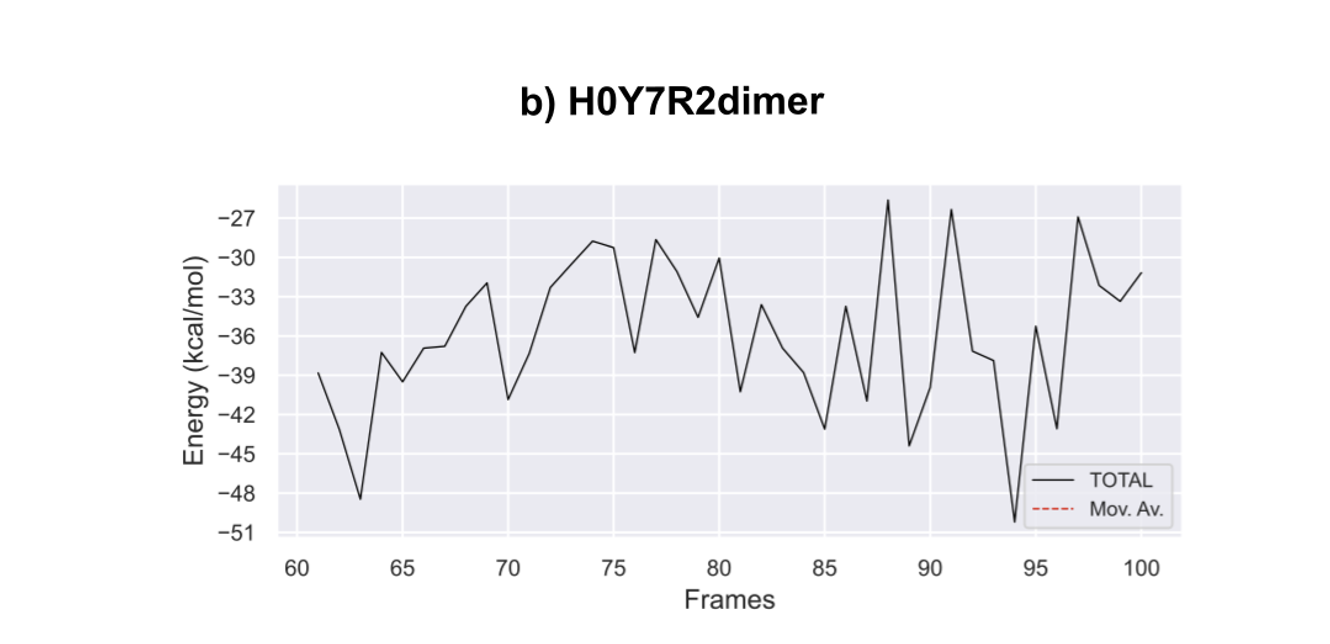 b) H0Y7R2dimer
Energy (kcal/mol)
−27
−30
−33
−36
−39
−42
−45
−48
−51
TOTAL
Mov. Av.
60 65 70 75 80 85 90 95 100
Frames